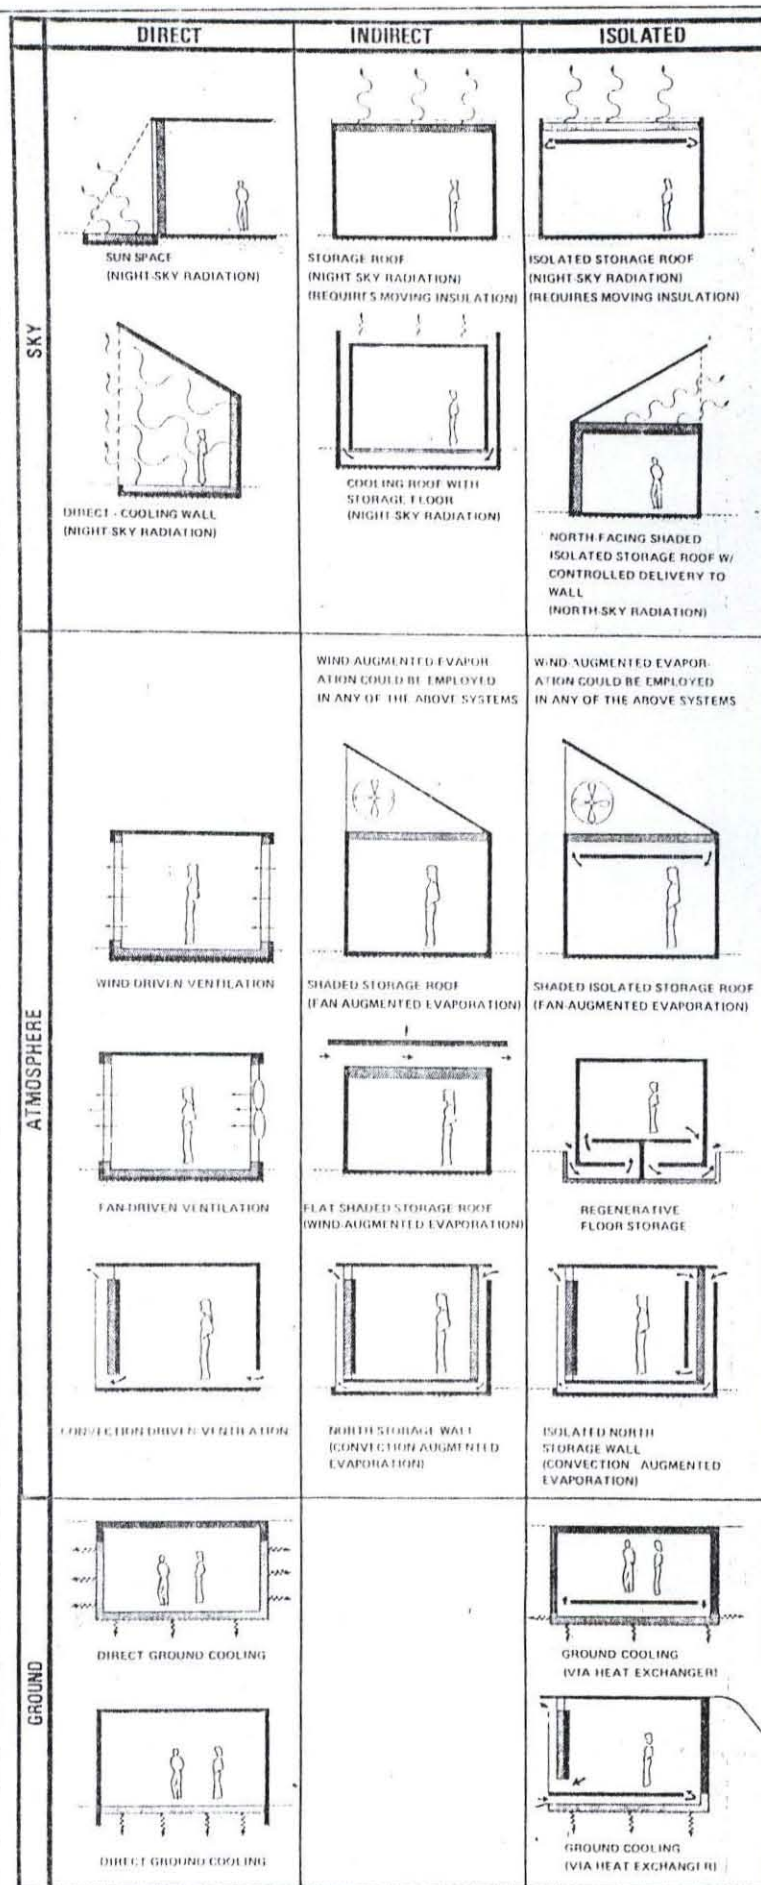 DIRECT
INDIRECT
ISOLATED
SKY
SUN SPACE
(NIGHT-SKY RADIATION)
STORAGE ROOF
(NIGHT SKY RADIATION)
(REQUIRES MOVING INSULATION)
ISOLATED STORAGE ROOF
(NIGHT-SKY RADIATION)
(REQUIRES MOVING INSULATION)
DIRECT - COOLING WALL
(NIGHT-SKY RADIATION)
COOLING ROOF WITH
STORAGE FLOOR
(NIGHT-SKY RADIATION)
NORTH-FACING SHADED
ISOLATED STORAGE ROOF W/
CONTROLLED DELIVERY TO
WALL
(NORTH-SKY RADIATION)
ATMOSPHERE
WIND AUGMENTED EVAPOR-
ATION COULD BE EMPLOYED
IN ANY OF THE ABOVE SYSTEMS
WIND-AUGMENTED EVAPOR-
ATION COULD BE EMPLOYED
IN ANY OF THE ABOVE SYSTEMS
WIND DRIVEN VENTILATION
SHADED STORAGE ROOF
(FAN-AUGMENTED EVAPORATION)
SHADED ISOLATED STORAGE ROOF
(FAN-AUGMENTED EVAPORATION)
FAN-DRIVEN VENTILATION
FLAT SHADED STORAGE ROOF
(WIND-AUGMENTED EVAPORATION)
REGENERATIVE
FLOOR STORAGE
CONVECTION DRIVEN VENTILATION
NORTH STORAGE WALL
(CONVECTION AUGMENTED
EVAPORATION)
ISOLATED NORTH
STORAGE WALL
(CONVECTION AUGMENTED
EVAPORATION)
GROUND
DIRECT GROUND COOLING
GROUND COOLING
(VIA HEAT EXCHANGER)
DIRECT GROUND COOLING
GROUND COOLING
(VIA HEAT EXCHANGER)